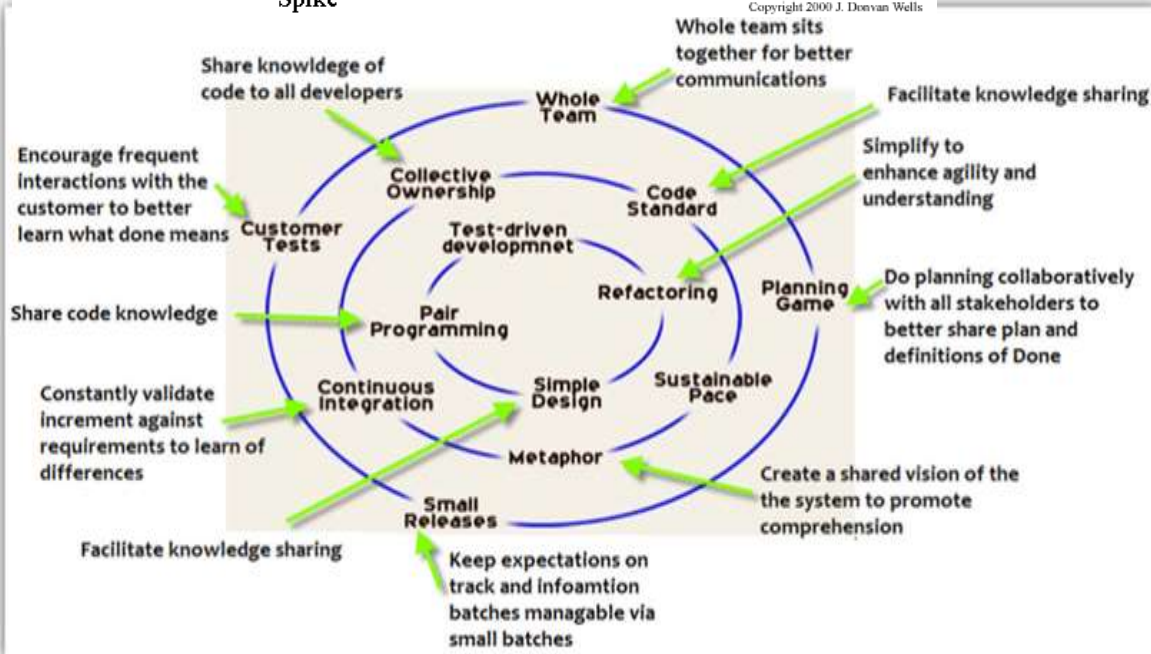 Spike
Copyright 2000 J. Donvan Wells
Whole team sits
together for better
communications
Share knowldege of
code to all developers
Facilitate knowledge sharing
Whole
Team
Simplify to
enhance agility and
understanding
Encourage frequent
interactions with the
customer to better
learn what done means
Collective
Ownership
Code
Standard
Customer
Tests
Test-driven
developmnet
Refactoring
Planning
Game
Do planning collaboratively
with all stakeholders to
better share plan and
definitions of Done
Share code knowledge
Pair
Programming
Constantly validate
increment against
requirements to learn of
differences
Continuous
Integration
Simple
Design
Sustainable
Pace
Metaphor
Create a shared vision of the
the system to promote
comprehension
Small
Releases
Facilitate knowledge sharing
Keep expectations on
track and infoamtion
batches managable via
small batches